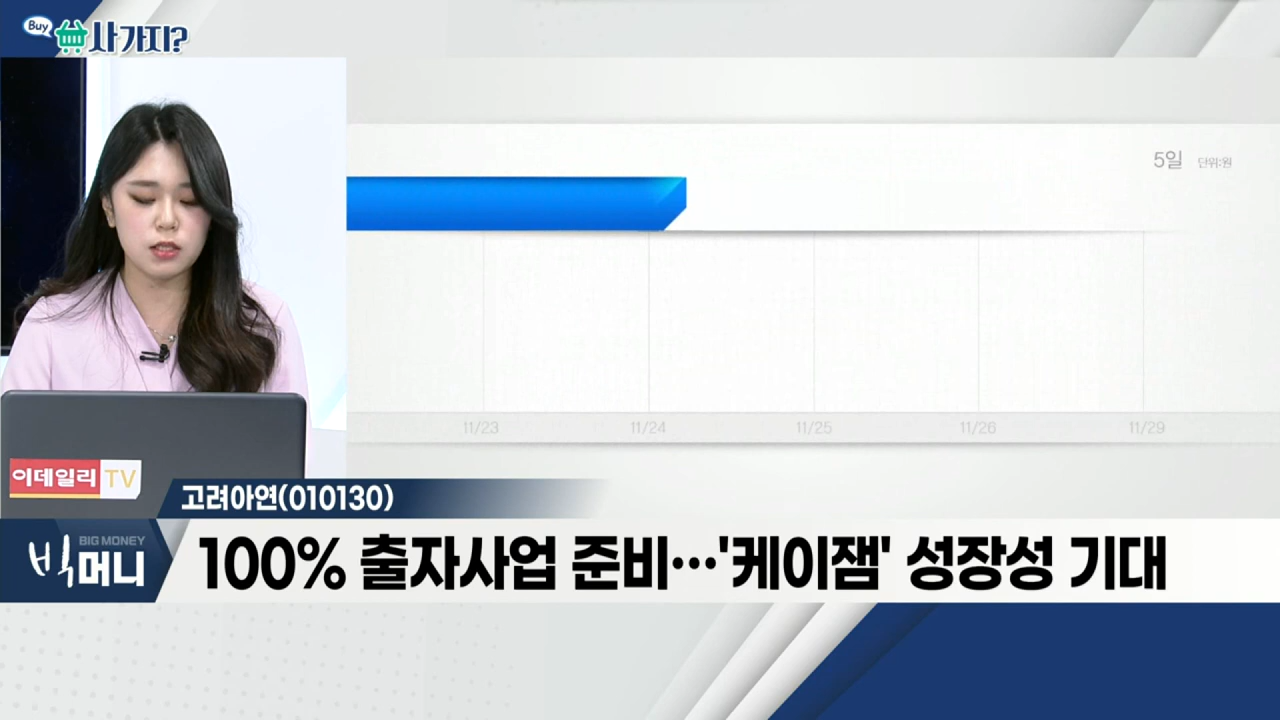 Buy 사 가지?
5일 단위:원
11/23 11/24 11/25 11/26 11/29
이데일리 TV
고려아연(010130)
BIG MONEY
빅머니
100% 출자사업 준비…'케이잼' 성장성 기대